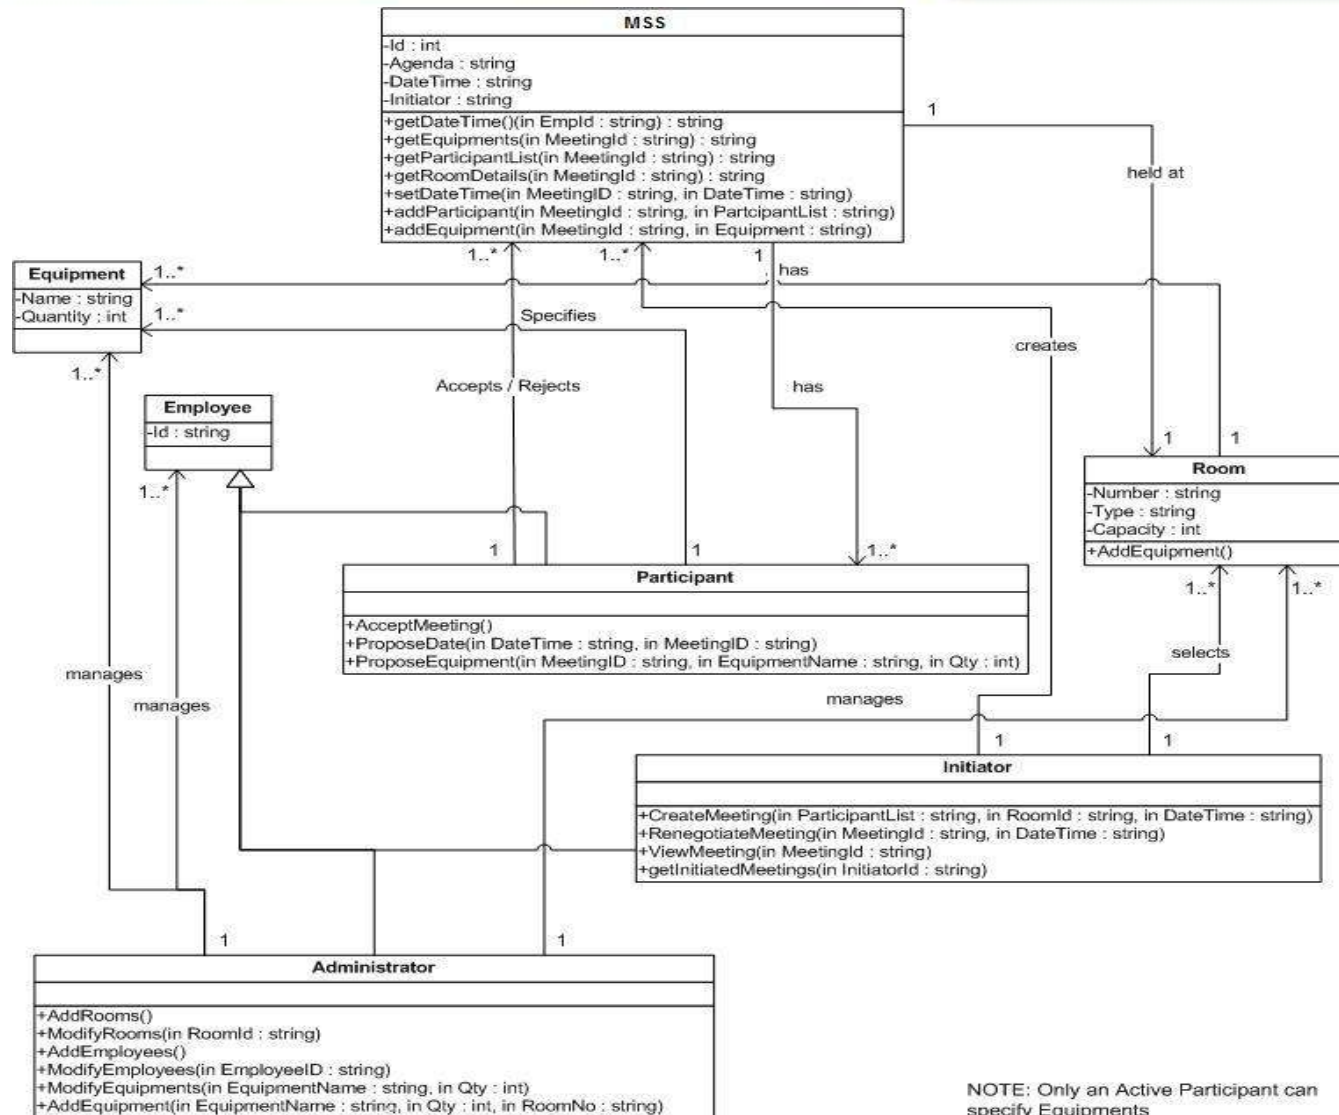 MSS
-Id : int
-Agenda : string
-DateTime : string
-Initiator : string
+getDateTime()(in EmpId : string) : string
+getEquipments(in MeetingId : string) : string
+getParticipantList(in MeetingId : string) : string
+getRoomDetails(in MeetingId : string) : string
+setDateTime(in MeetingID : string, in DateTime : string)
+addParticipant(in MeetingId : string, in PartcipantList : string)
+addEquipment(in MeetingId : string, in Equipment : string)
1
held at
1..*
1..*
1
has
Equipment
-Name : string
-Quantity : int
1..*
1..*
1..*
Specifies
creates
Accepts / Rejects
has
Employee
-Id : string
1..*
1
1
Room
-Number : string
-Type : string
-Capacity : int
+AddEquipment()
1..*
1..*
1
1
1..*
Participant
+AcceptMeeting()
+ProposeDate(in DateTime : string, in MeetingID : string)
+ProposeEquipment(in MeetingID : string, in EquipmentName : string, in Qty : int)
manages
manages
manages
selects
1
1
Initiator
+CreateMeeting(in ParticipantList : string, in RoomId : string, in DateTime : string)
+RenegotiateMeeting(in MeetingId : string, in DateTime : string)
+ViewMeeting(in MeetingId : string)
+getInitiatedMeetings(in InitiatorId : string)
1
1
Administrator
+AddRooms()
+ModifyRooms(in RoomId : string)
+AddEmployees()
+ModifyEmployees(in EmployeeID : string)
+ModifyEquipments(in EquipmentName : string, in Qty : int)
+AddEquipment(in EquipmentName : string, in Qty : int, in RoomNo : string)
NOTE: Only an Active Participant can
specify Equipments